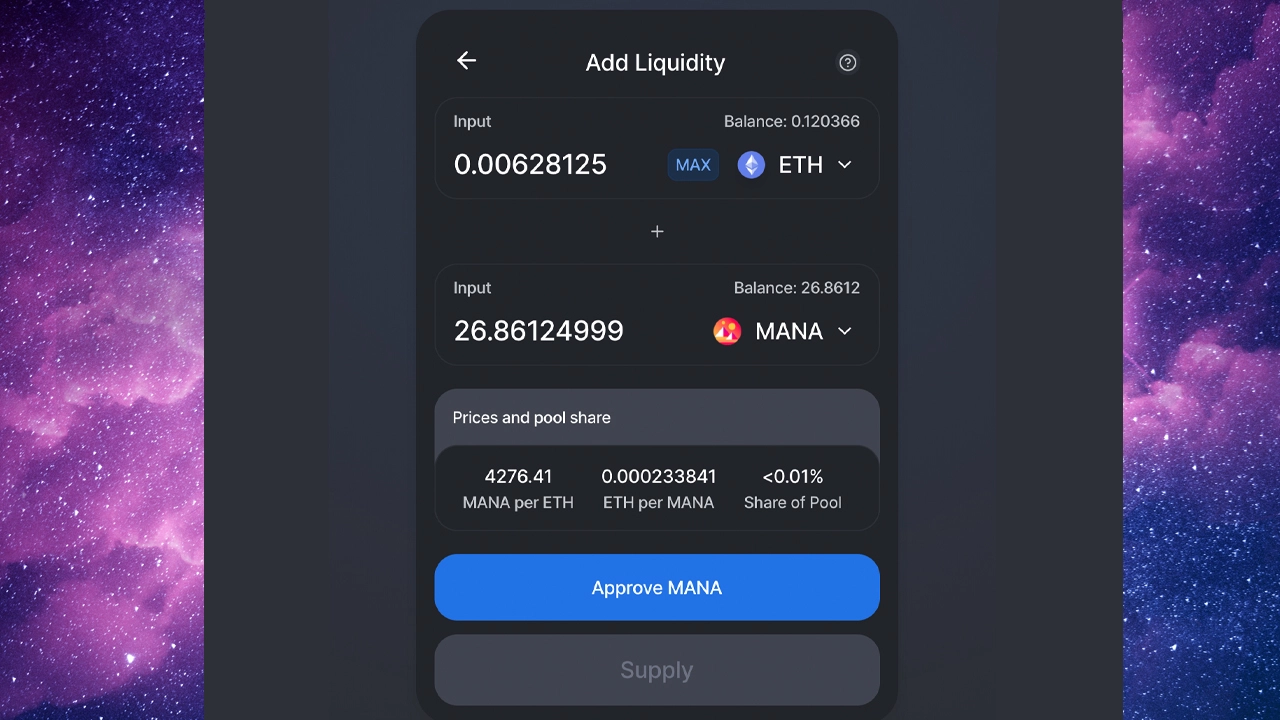 Add Liquidity
?
Input Balance: 0.120366
0.00628125 MAX ETH
+
Input Balance: 26.8612
26.86124999 MANA
Prices and pool share
4276.41 0.000233841 <0.01%
MANA per ETH ETH per MANA Share of Pool
Approve MANA
Supply